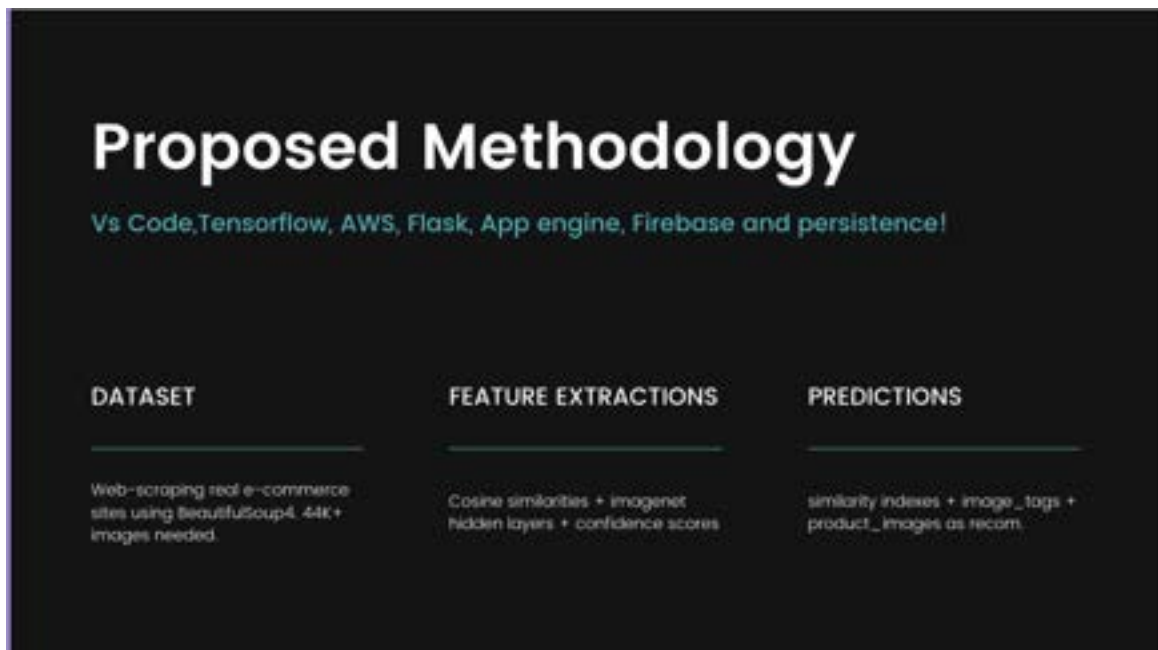 Proposed Methodology
Vs Code,Tensorflow, AWS, Flask, App engine, Firebase and persistence!
DATASET
Web-scraping real e-commerce
sites using BeautifulSoup4. 44K+
images needed.
FEATURE EXTRACTIONS
Cosine similarities + imagenet
hidden layers + confidence scores
PREDICTIONS
similarity indexes + image_tags +
product_images as recom.